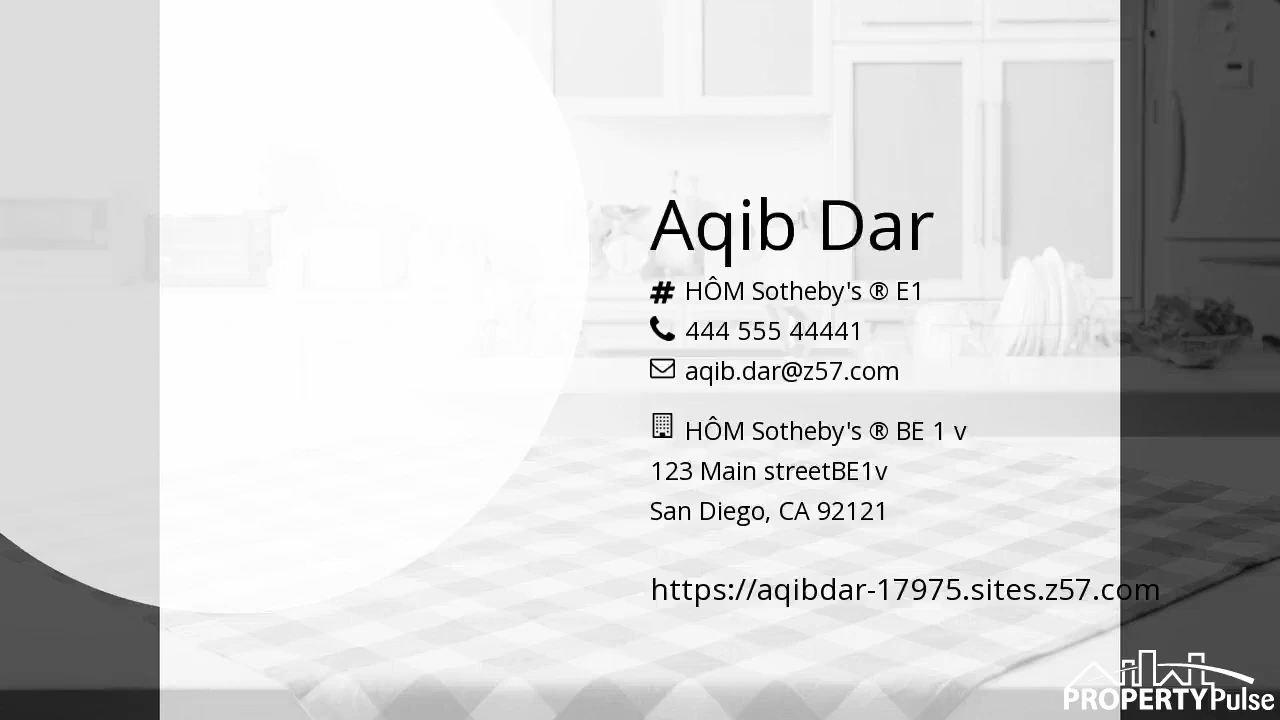 Aqib Dar
# HÔM Sotheby's ® E1
444 555 44441
aqib.dar@z57.com
HÔM Sotheby's ® BE 1 v
123 Main streetBE1v
San Diego, CA 92121
https://aqibdar-17975.sites.z57.com
PROPERTYPulse